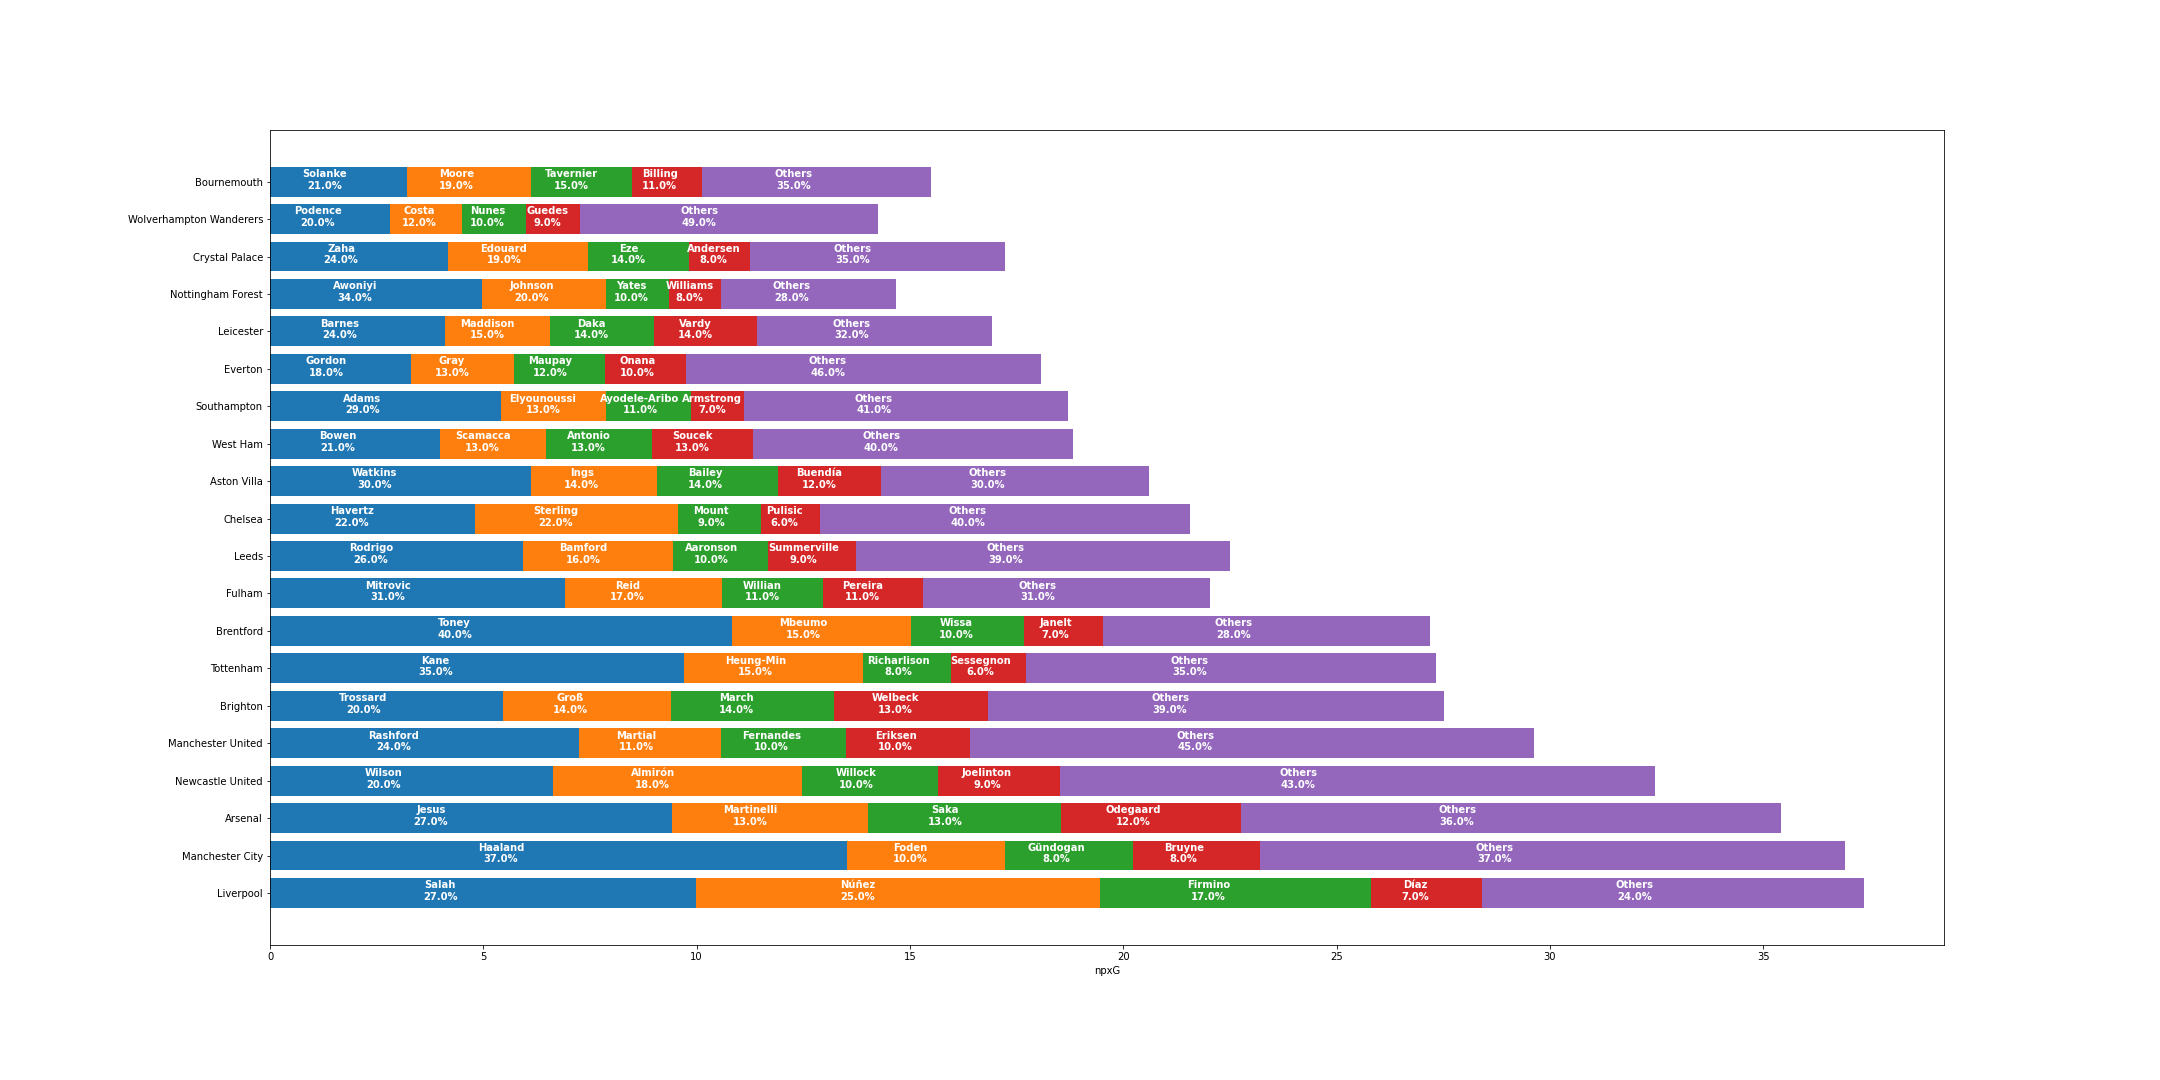 Bournemouth
Solanke Moore Tavernier Billing Others
21.0% 19.0% 15.0% 11.0% 35.0%
Wolverhampton Wanderers
Podence Costa Nunes Guedes Others
20.0% 12.0% 10.0% 9.0% 49.0%
Crystal Palace
Zaha Edouard Eze Andersen Others
24.0% 19.0% 14.0% 8.0% 35.0%
Nottingham Forest
Awoniyi Johnson Yates Williams Others
34.0% 20.0% 10.0% 8.0% 28.0%
Leicester
Barnes Maddison Daka Vardy Others
24.0% 15.0% 14.0% 14.0% 32.0%
Everton
Gordon Gray Maupay Onana Others
18.0% 13.0% 12.0% 10.0% 46.0%
Southampton
Adams Elyounoussi Ayodele-Aribo Armstrong Others
29.0% 13.0% 11.0% 7.0% 41.0%
West Ham
Bowen Scamacca Antonio Soucek Others
21.0% 13.0% 13.0% 13.0% 40.0%
Aston Villa
Watkins Ings Bailey Buendía Others
30.0% 14.0% 14.0% 12.0% 30.0%
Chelsea
Havertz Sterling Mount Pulisic Others
22.0% 22.0% 9.0% 6.0% 40.0%
Leeds
Rodrigo Bamford Aaronson Summerville Others
26.0% 16.0% 10.0% 9.0% 39.0%
Fulham
Mitrovic Reid Willian Pereira Others
31.0% 17.0% 11.0% 11.0% 31.0%
Brentford
Toney Mbeumo Wissa Janelt Others
40.0% 15.0% 10.0% 7.0% 28.0%
Tottenham
Kane Heung-Min Richarlison Sessegnon Others
35.0% 15.0% 8.0% 6.0% 35.0%
Brighton
Trossard Groß March Welbeck Others
20.0% 14.0% 14.0% 13.0% 39.0%
Manchester United
Rashford Martial Fernandes Eriksen Others
24.0% 11.0% 10.0% 10.0% 45.0%
Newcastle United
Wilson Almirón Willock Joelinton Others
20.0% 18.0% 10.0% 9.0% 43.0%
Arsenal
Jesus Martinelli Saka Odegaard Others
27.0% 13.0% 13.0% 12.0% 36.0%
Manchester City
Haaland Foden Gündogan Bruyne Others
37.0% 10.0% 8.0% 8.0% 37.0%
Liverpool
Salah Núñez Firmino Díaz Others
27.0% 25.0% 17.0% 7.0% 24.0%
0 5 10 15 20 25 30 35
npxG